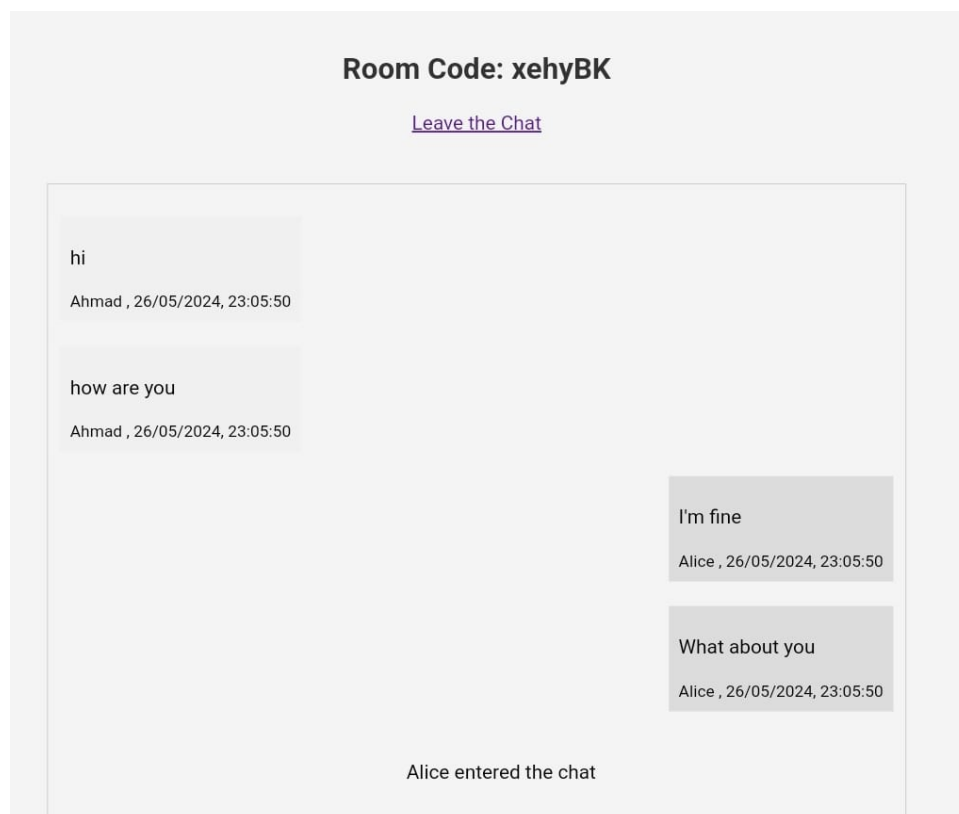 Room Code: xehyBK
Leave the Chat
hi
Ahmad , 26/05/2024, 23:05:50
how are you
Ahmad , 26/05/2024, 23:05:50
I'm fine
Alice , 26/05/2024, 23:05:50
What about you
Alice , 26/05/2024, 23:05:50
Alice entered the chat